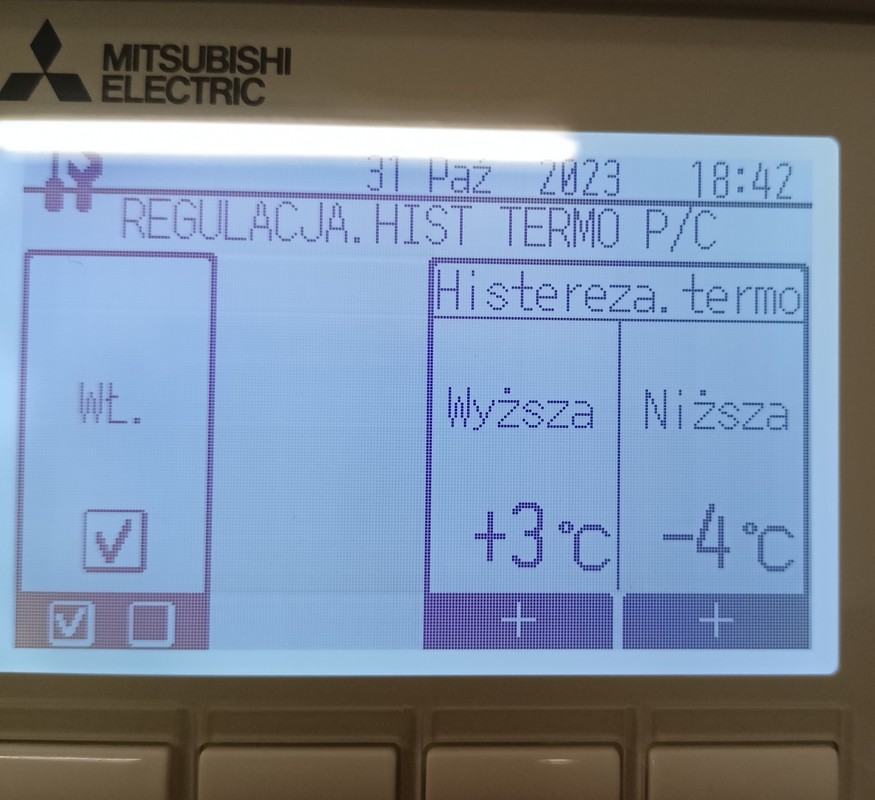 MITSUBISHI
ELECTRIC
31 Paź 2023 18:42
REGULACJA.HIST TERMO P/C
Histereza.termo
WŁ.
Wyższa Niższa
+3°C -4°C
+ +